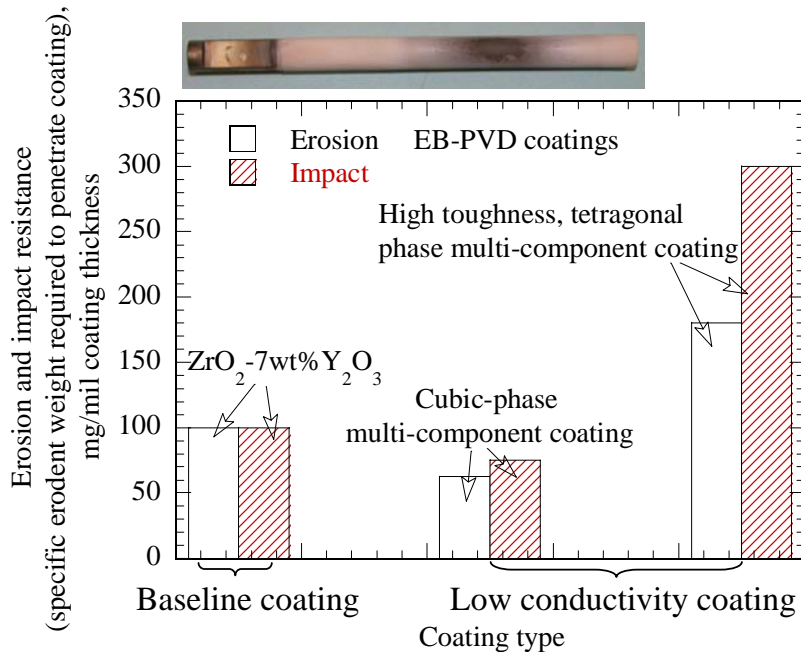 Erosion and impact resistance
(specific erodent weight required to penetrate coating),
mg/mil coating thickness
350
300
250
200
150
100
50
0
Erosion EB-PVD coatings
Impact
High toughness, tetragonal
phase multi-component coating
ZrO2-7wt%Y2O3
Cubic-phase
multi-component coating
Baseline coating
Low conductivity coating
Coating type